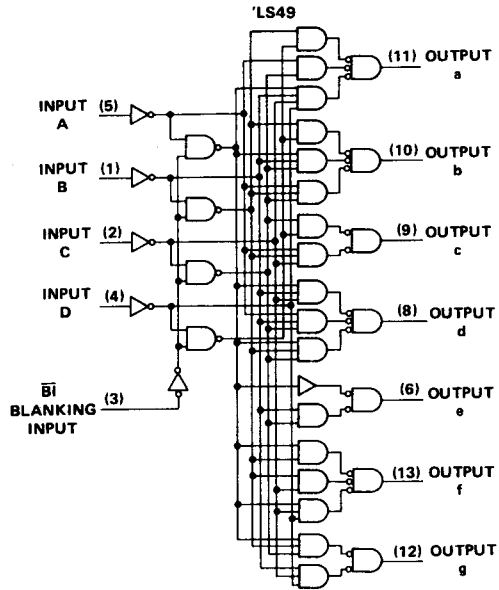 'LS49
(11) OUTPUT
a
INPUT (5)
A
(10) OUTPUT
b
INPUT (1)
B
(2)
INPUT
C
(9) OUTPUT
c
INPUT (4)
D
(8) OUTPUT
d
BI (3)
BLANKING
INPUT
(6) OUTPUT
e
(13) OUTPUT
f
(12) OUTPUT
g